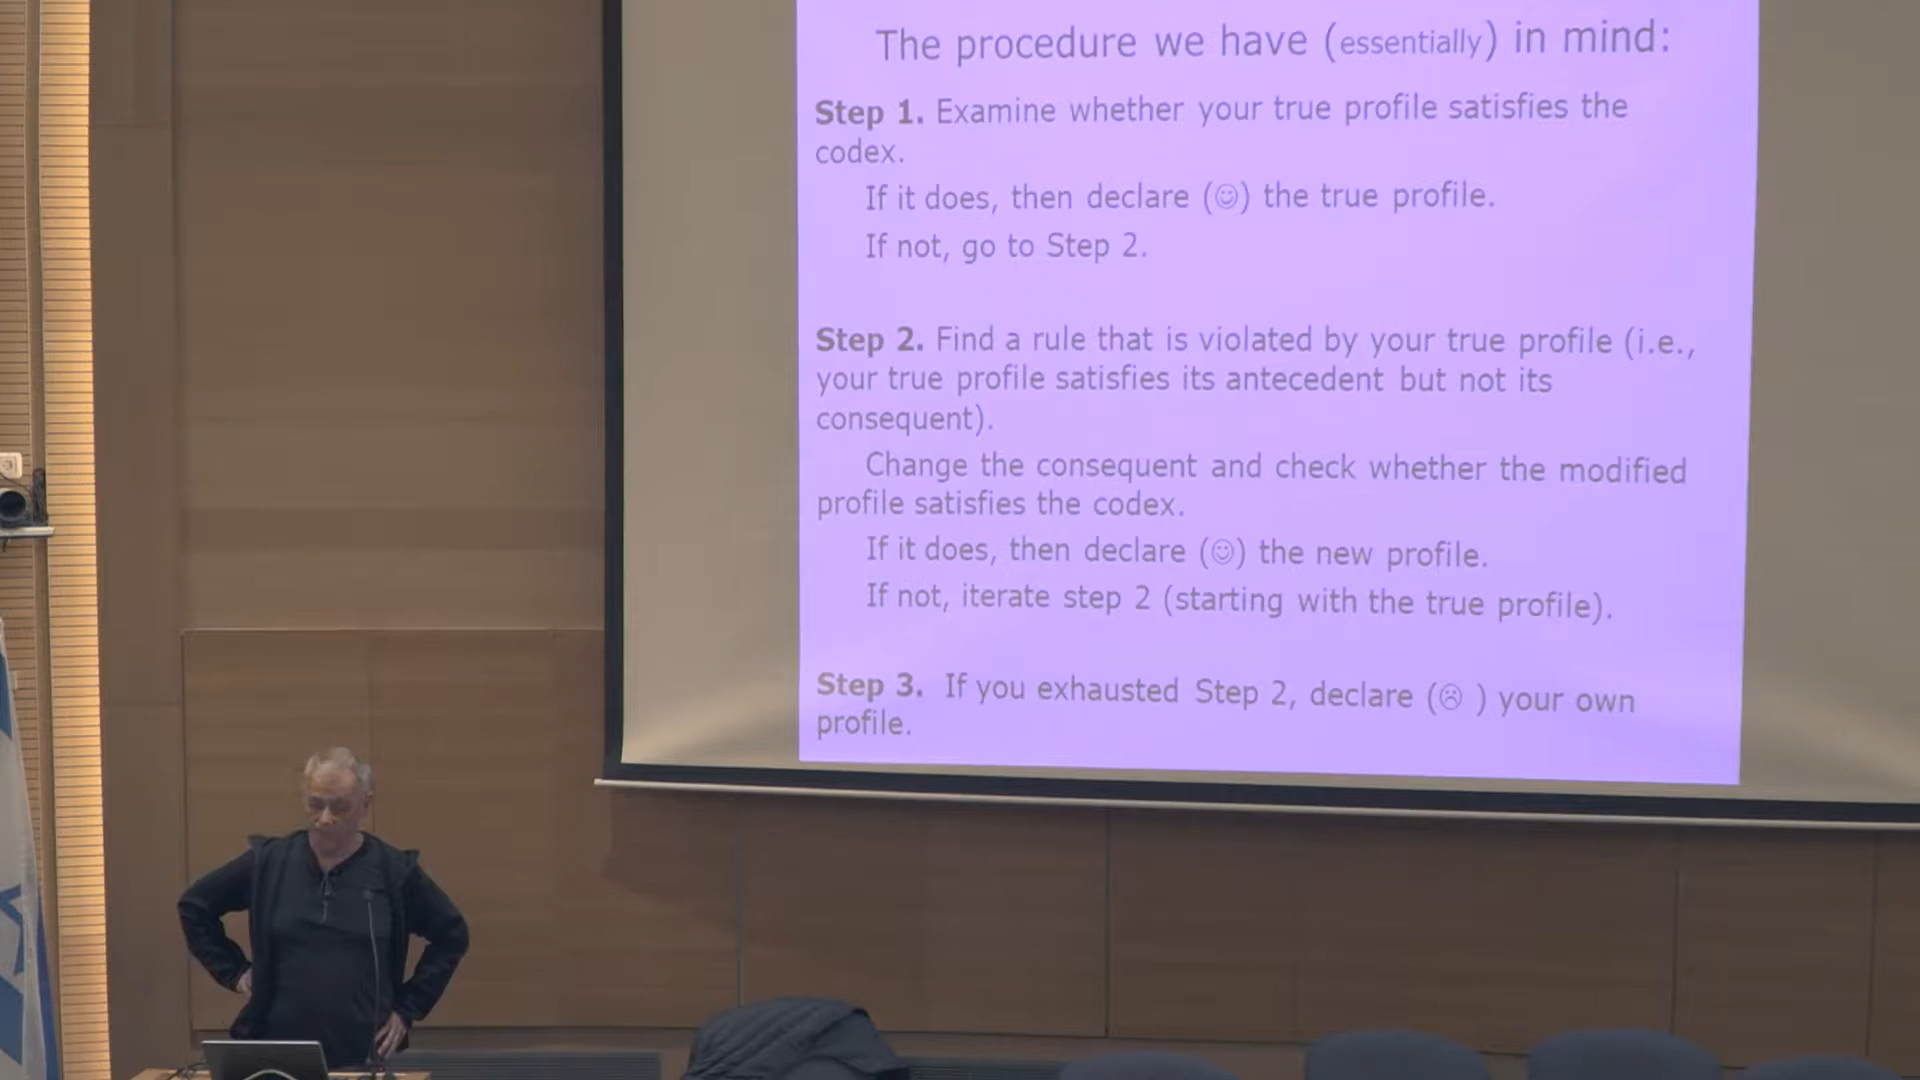 The procedure we have (essentially) in mind:
Step 1. Examine whether your true profile satisfies the
codex.
If it does, then declare (☺) the true profile.
If not, go to Step 2.
Step 2. Find a rule that is violated by your true profile (i.e.,
your true profile satisfies its antecedent but not its
consequent).
Change the consequent and check whether the modified
profile satisfies the codex.
If it does, then declare (☺) the new profile.
If not, iterate step 2 (starting with the true profile).
Step 3. If you exhausted Step 2, declare (☹ ) your own
profile.